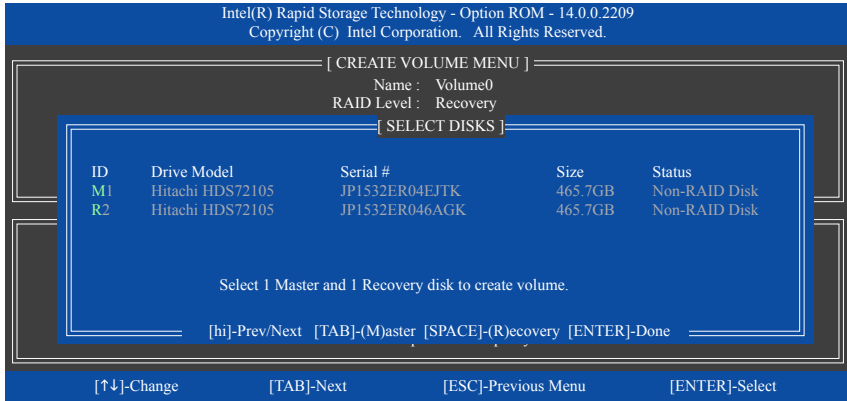 Intel(R) Rapid Storage Technology - Option ROM - 14.0.0.2209
Copyright (C) Intel Corporation. All Rights Reserved.
[ CREATE VOLUME MENU ]
Name : Volume0
RAID Level : Recovery
[ SELECT DISKS ]
ID Drive Model Serial # Size Status
M1 Hitachi HDS72105 JP1532ER04EJTK 465.7GB Non-RAID Disk
R2 Hitachi HDS72105 JP1532ER046AGK 465.7GB Non-RAID Disk
Select 1 Master and 1 Recovery disk to create volume.
[hi]-Prev/Next [TAB]-(M)aster [SPACE]-(R)ecovery [ENTER]-Done
[↑↓]-Change [TAB]-Next [ESC]-Previous Menu [ENTER]-Select